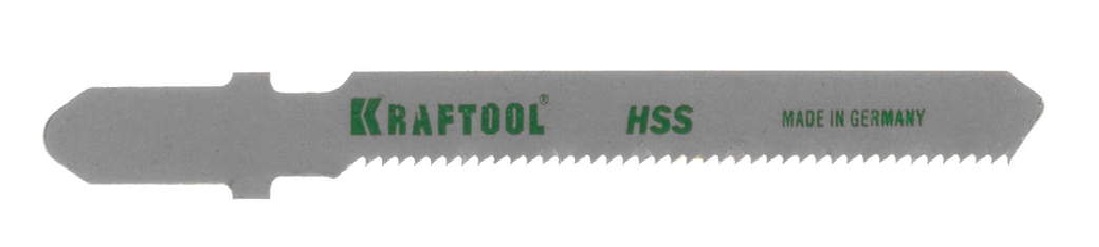 KRAFTOOL® HSS MADE IN GERMANY